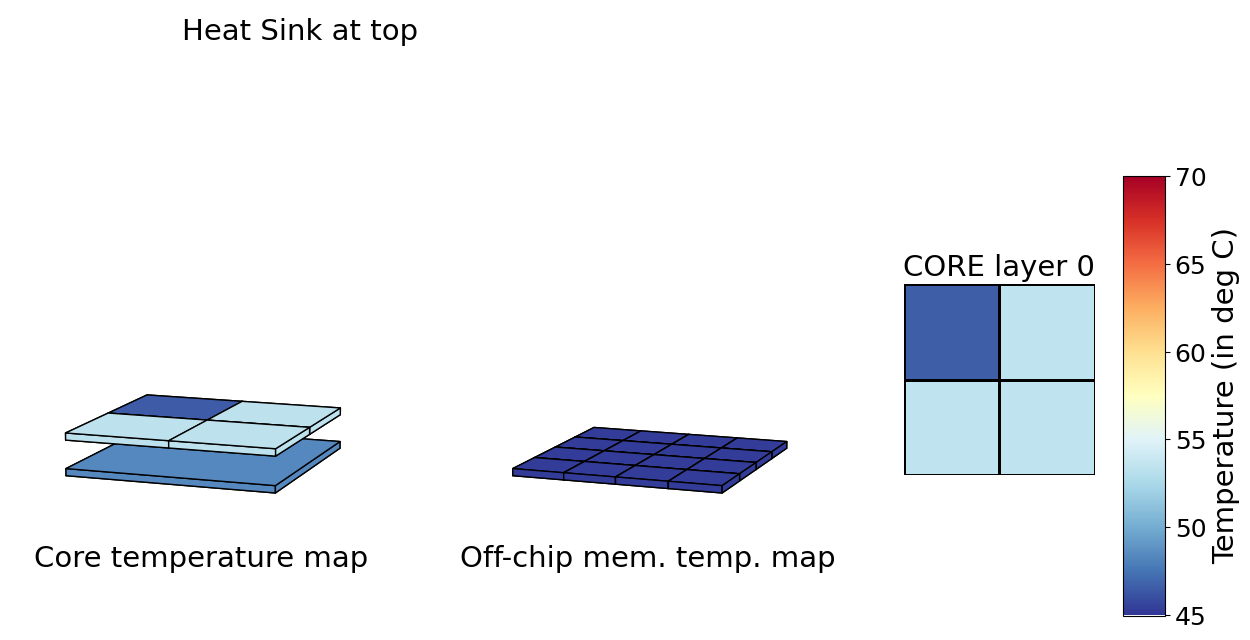 Heat Sink at top
Core temperature map
Off-chip mem. temp. map
CORE layer 0
70
65
60
55
50
45
Temperature (in deg C)